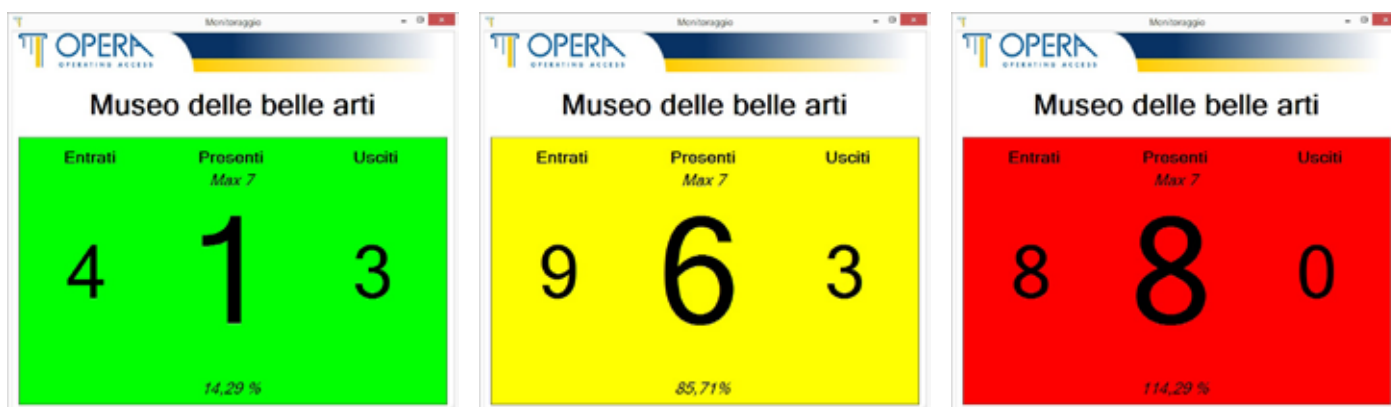 Monitoraggio
OPERA
OPERATING ACCESS
Museo delle belle arti
Entrati Presenti Usciti
Max 7
4 1 3
14,29 %
Monitoraggio
OPERA
OPERATING ACCESS
Museo delle belle arti
Entrati Presenti Usciti
Max 7
9 6 3
85,71%
Monitoraggio
OPERA
OPERATING ACCESS
Museo delle belle arti
Entrati Presenti Usciti
Max 7
8 8 0
114,29 %